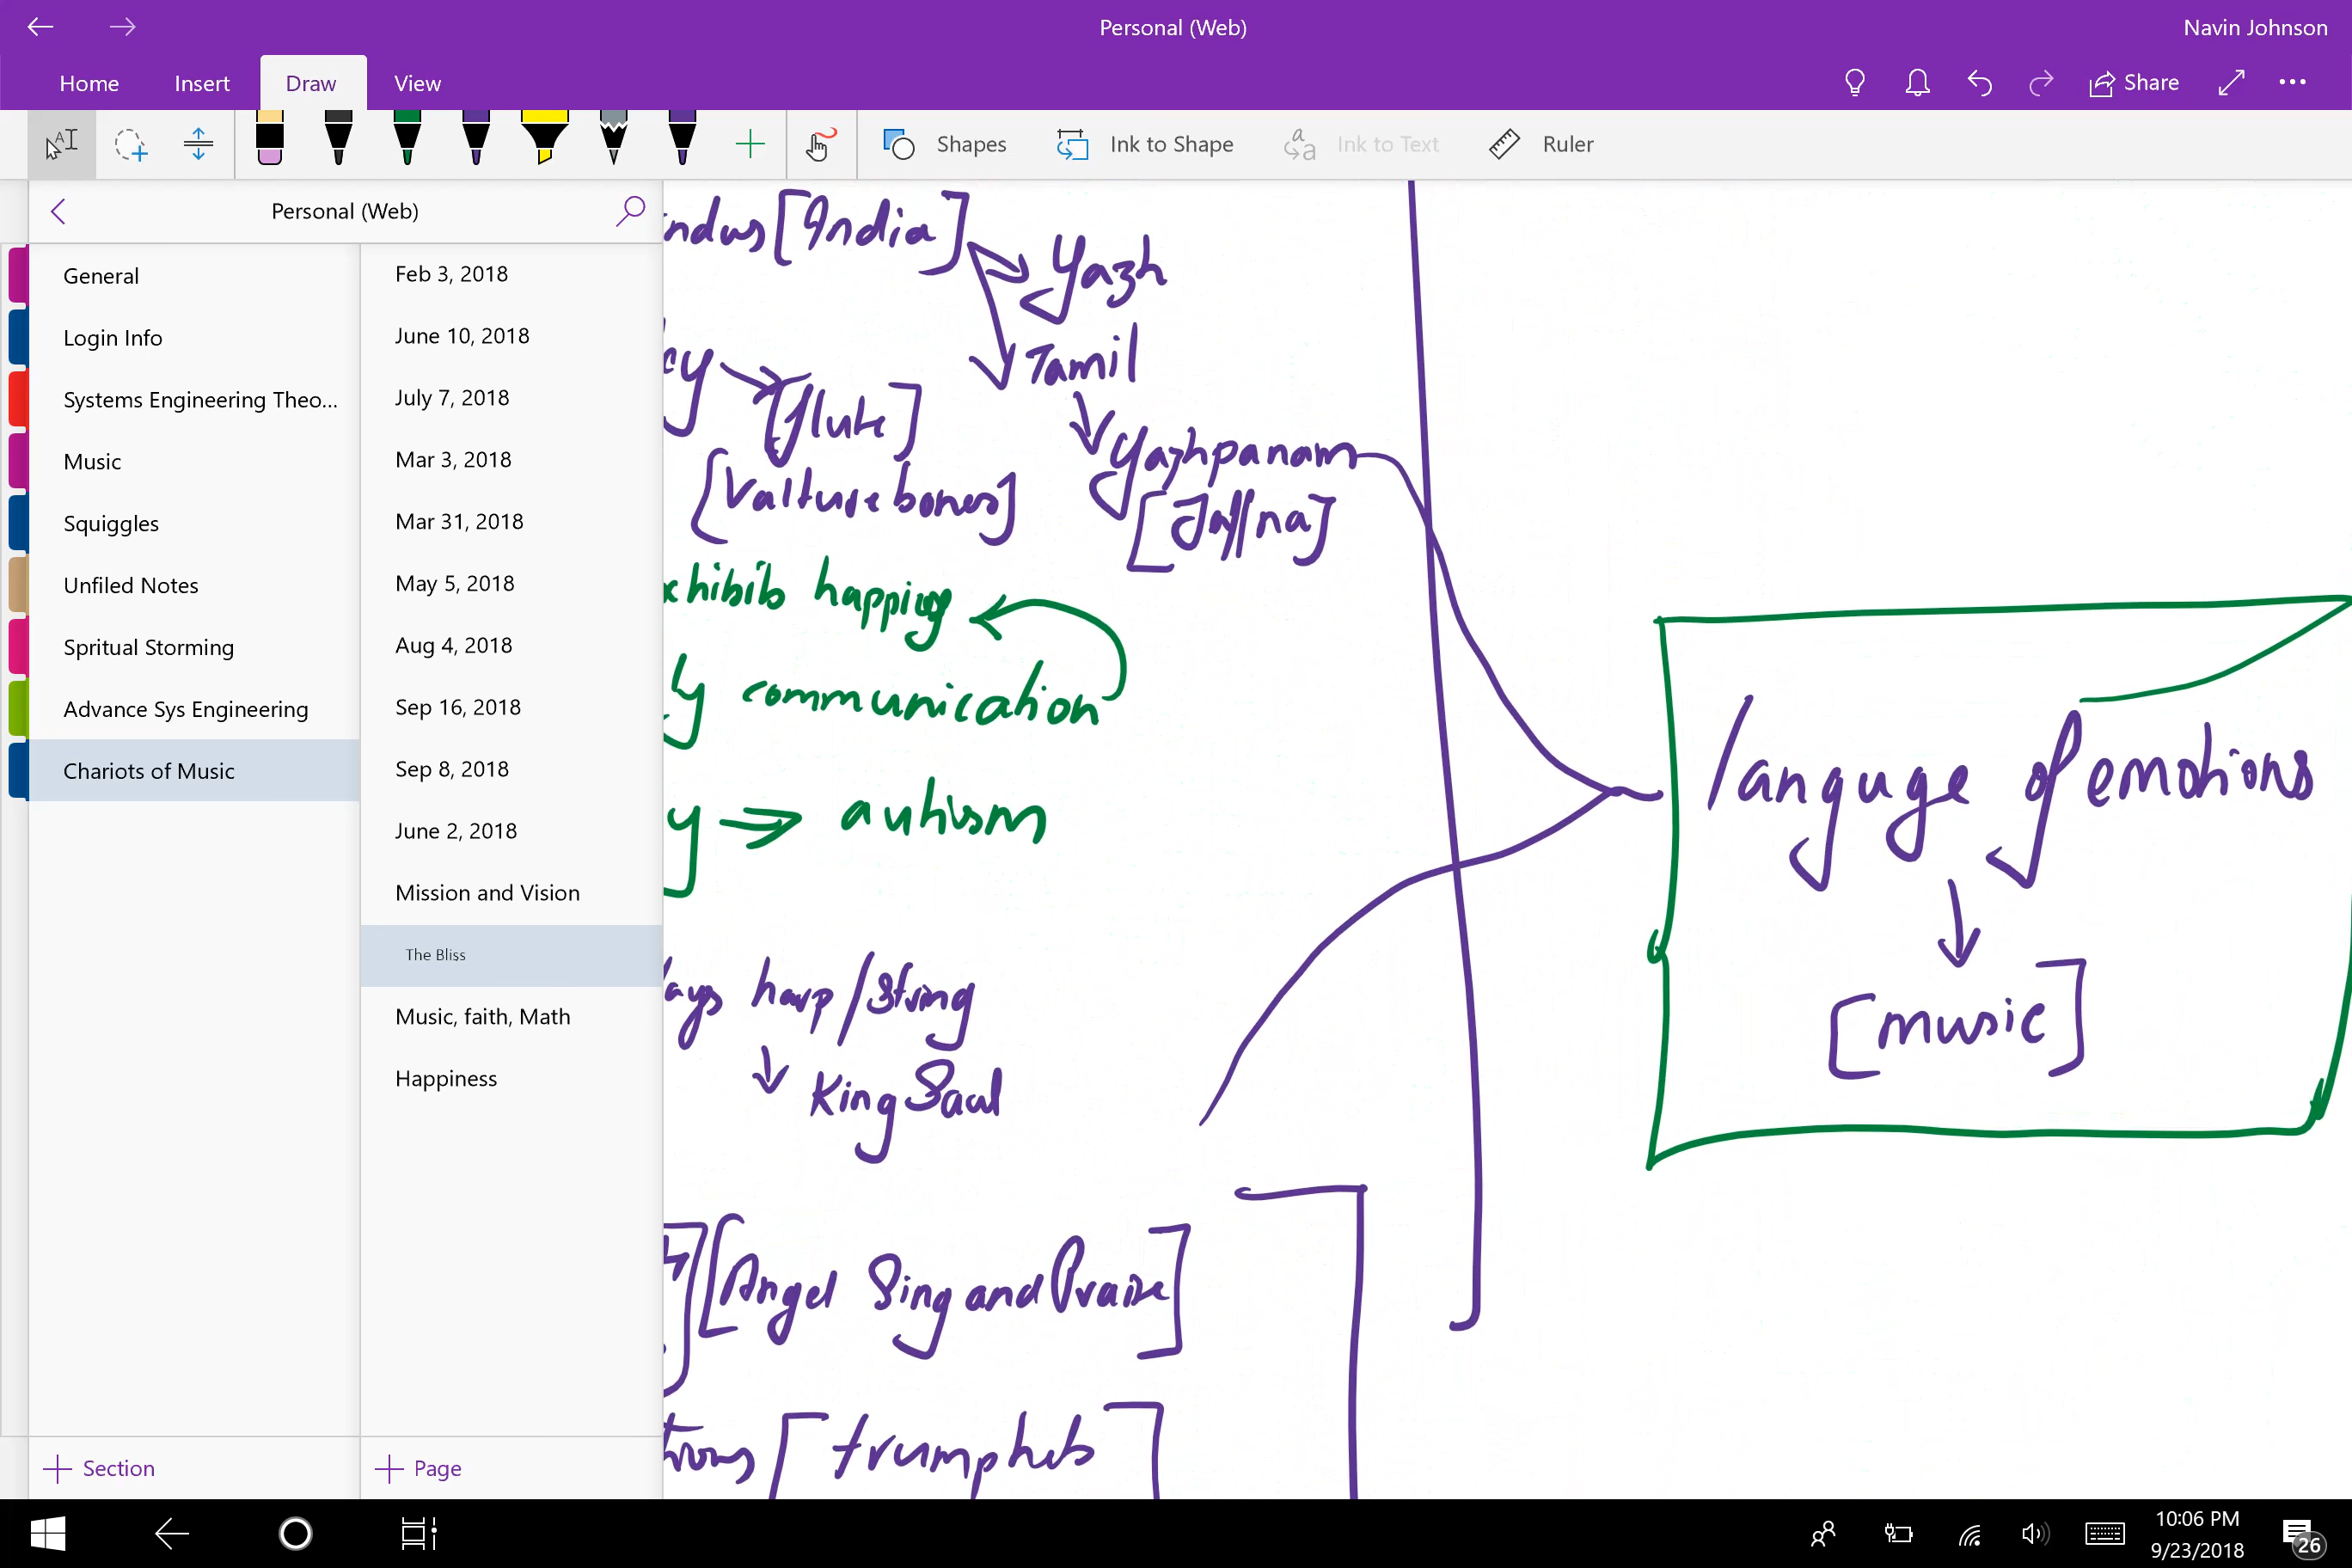 Personal (Web)
Navin Johnson
Home Insert Draw View
Share
Shapes
Ink to Shape
Ink to Text
Ruler
Personal (Web)
General
Login Info
Systems Engineering Theo...
Music
Squiggles
Unfiled Notes
Spritual Storming
Advance Sys Engineering
Chariots of Music
Feb 3, 2018
June 10, 2018
July 7, 2018
Mar 3, 2018
Mar 31, 2018
May 5, 2018
Aug 4, 2018
Sep 16, 2018
Sep 8, 2018
June 2, 2018
Mission and Vision
The Bliss
Music, faith, Math
Happiness
Section
Page
ndus [India]
Yazh
Tamil
[flute]
Yazhpanam
[Valture bones]
[Jaffna]
communication
autism
harp/String
King Saul
[Angel Sing and Praise]
languge of emotions
[music]
10:06 PM
9/23/2018
26